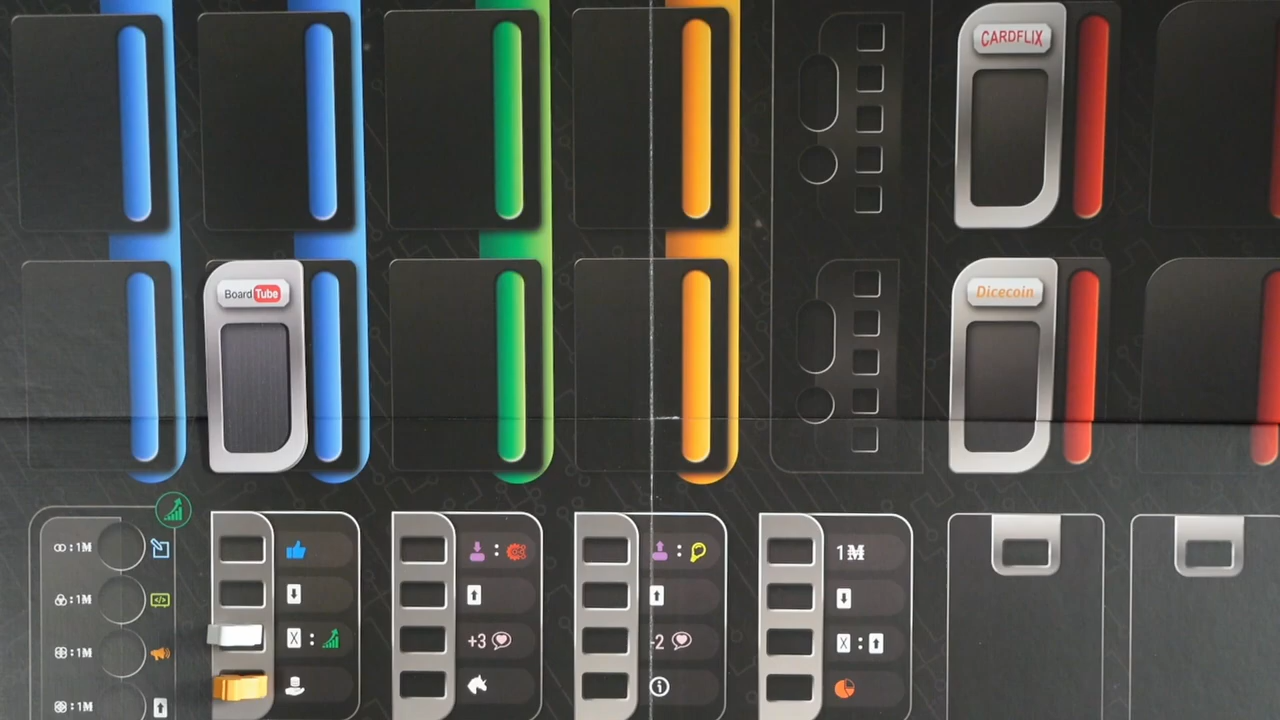 CARDFLIX
BoardTube
Dicecoin
:1M
:1M
:1M
:1M
:
:
1M
X :
+3
-2
X :